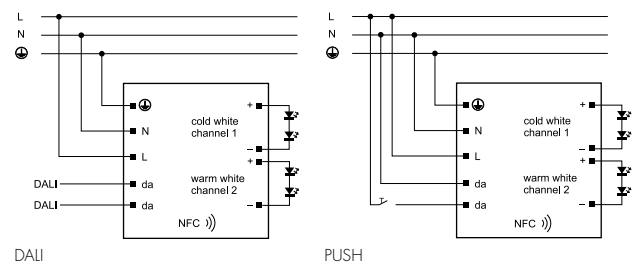 L
N
+
N
cold white
channel 1
L
–
+
DALI
da
warm white
channel 2
DALI
da
–
NFC
DALI
L
N
+
N
cold white
channel 1
L
–
+
da
warm white
channel 2
da
–
NFC
PUSH